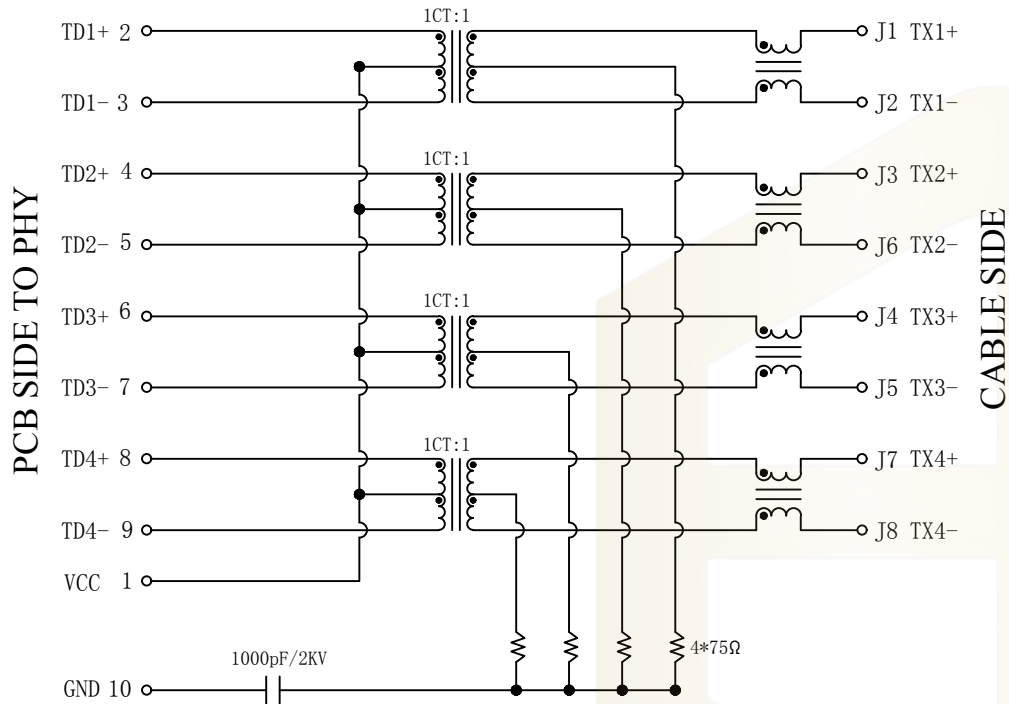 1CT:1
TD1+ 2
J1 TX1+
TD1- 3
J2 TX1-
1CT:1
TD2+ 4
J3 TX2+
TD2- 5
J6 TX2-
PCB SIDE TO PHY
CABLE SIDE
1CT:1
TD3+ 6
J4 TX3+
TD3- 7
J5 TX3-
1CT:1
TD4+ 8
J7 TX4+
TD4- 9
J8 TX4-
VCC 1
4*75Ω
1000pF/2KV
GND 10